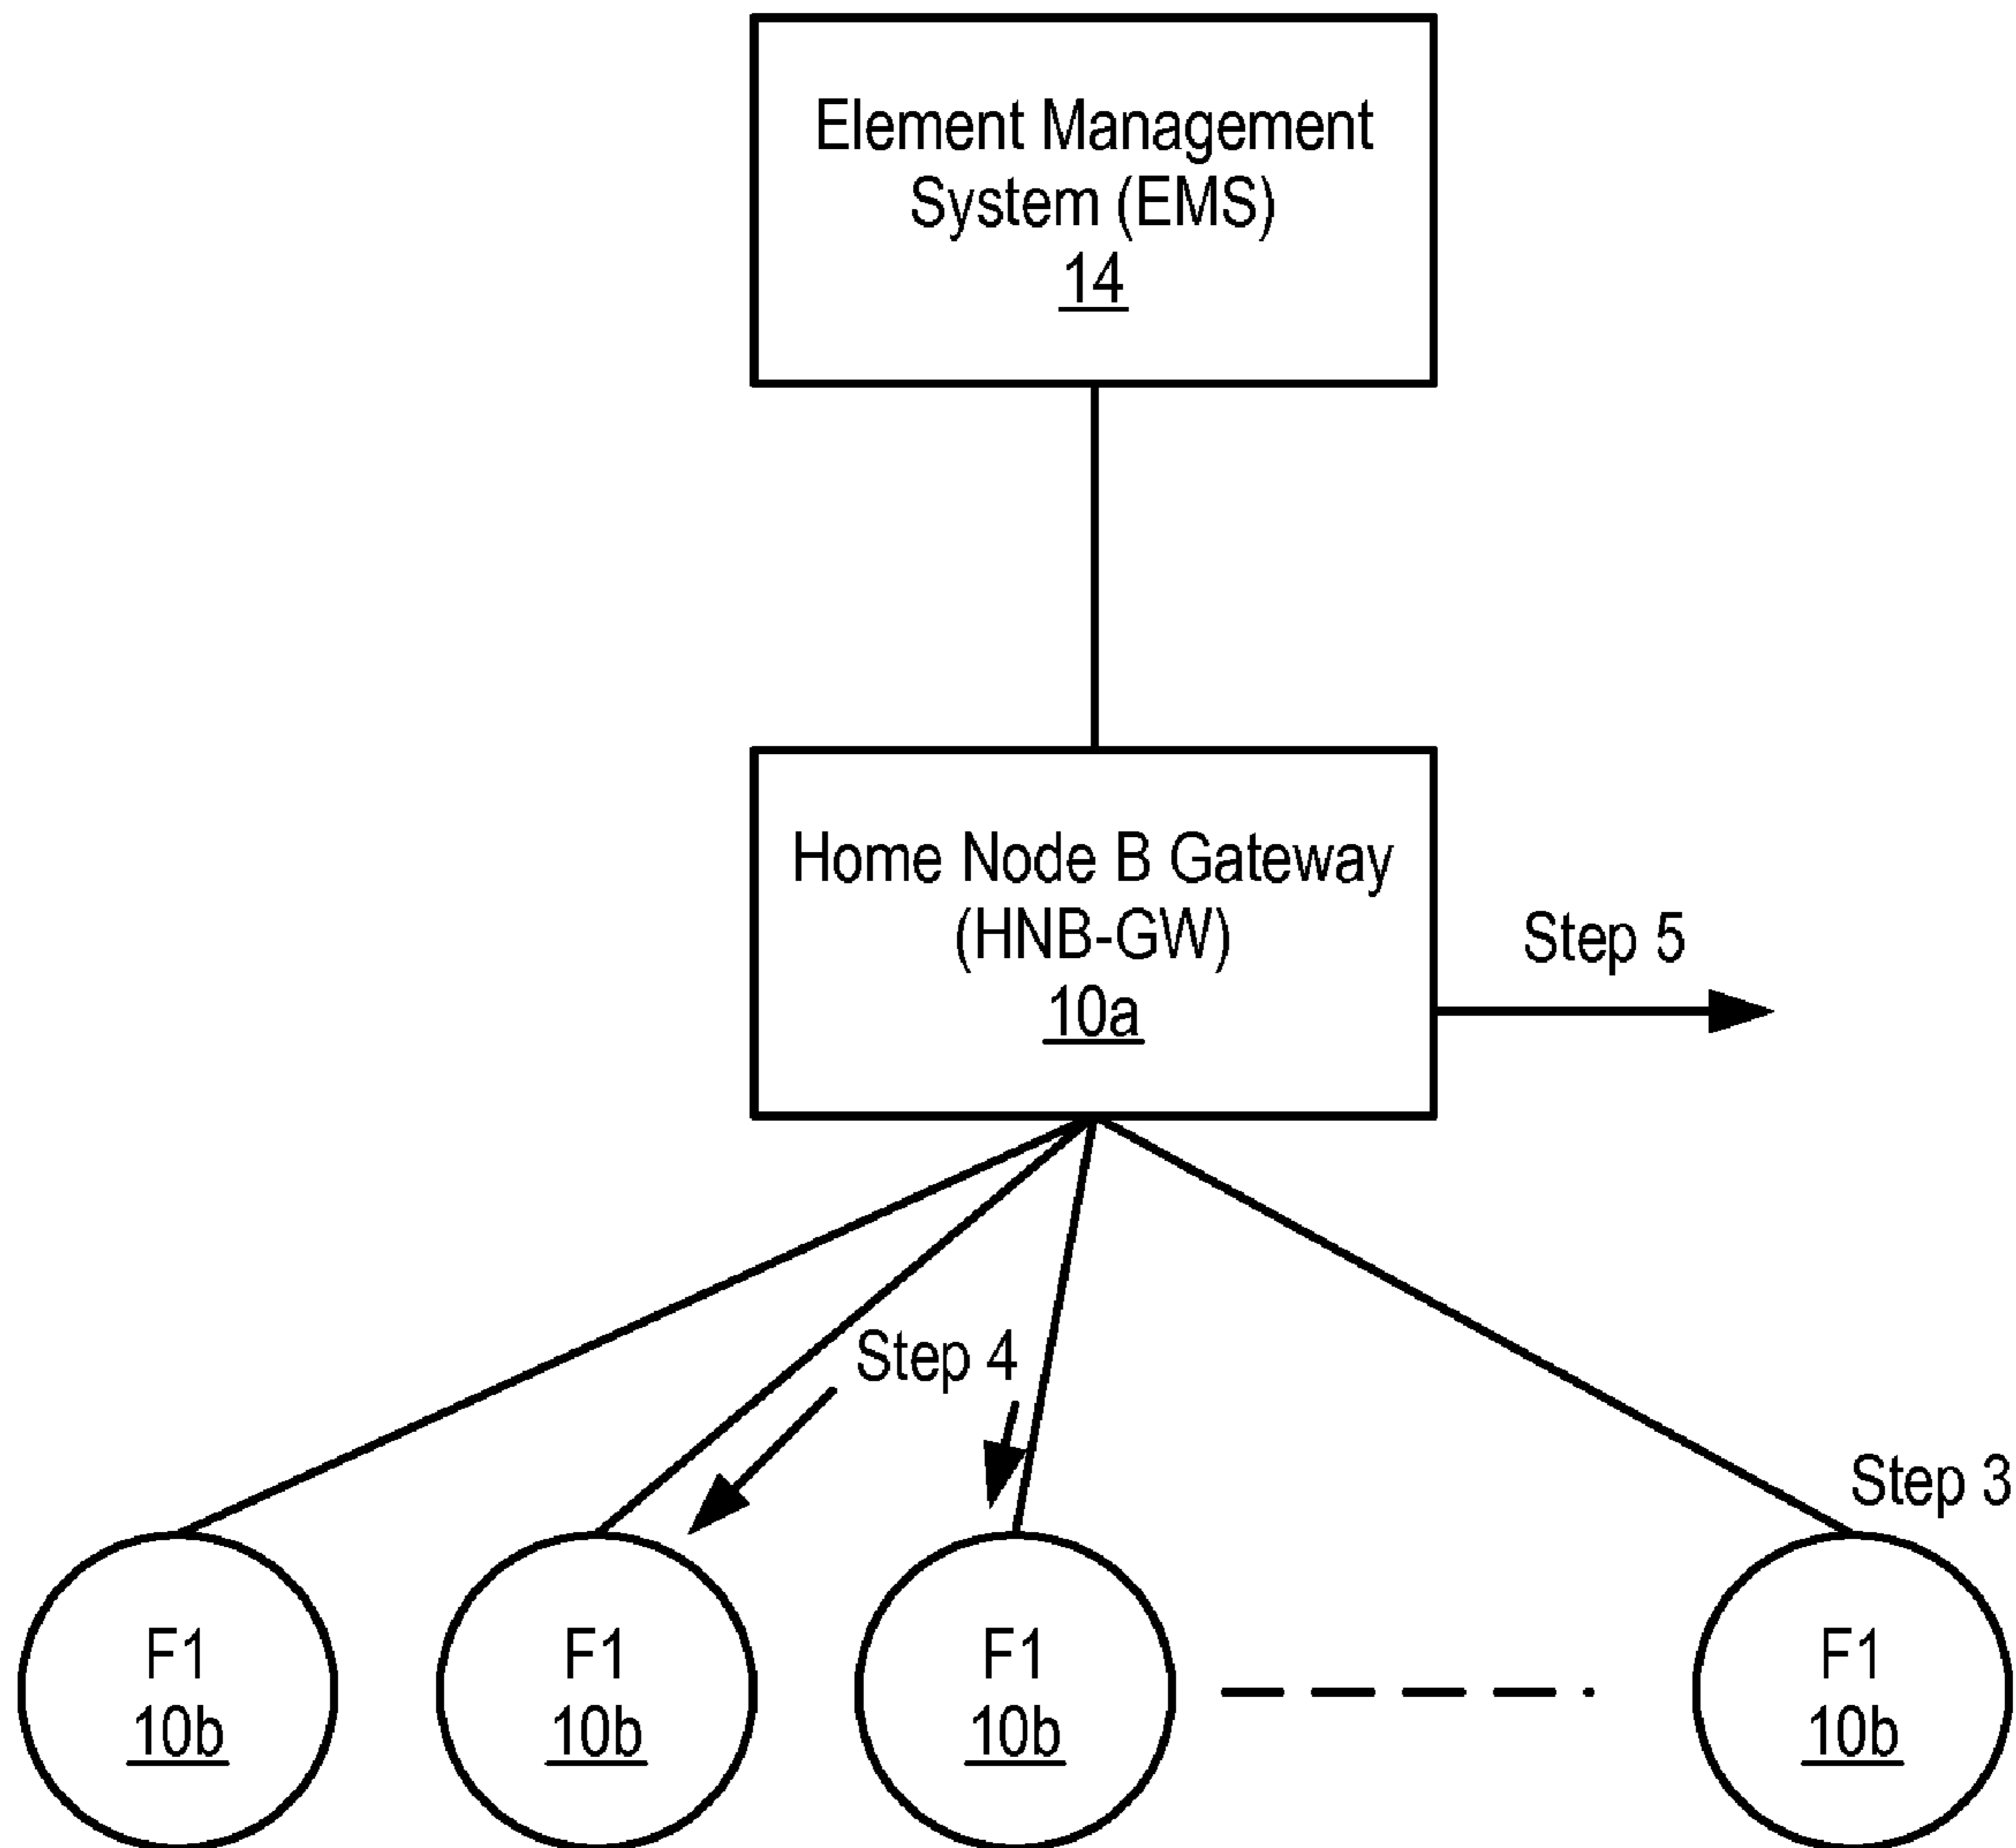 Element Management
System (EMS)
14
Home Node B Gateway
(HNB-GW)
10a
Step 5
Step 4
Step 3
F1
10b
F1
10b
F1
10b
F1
10b